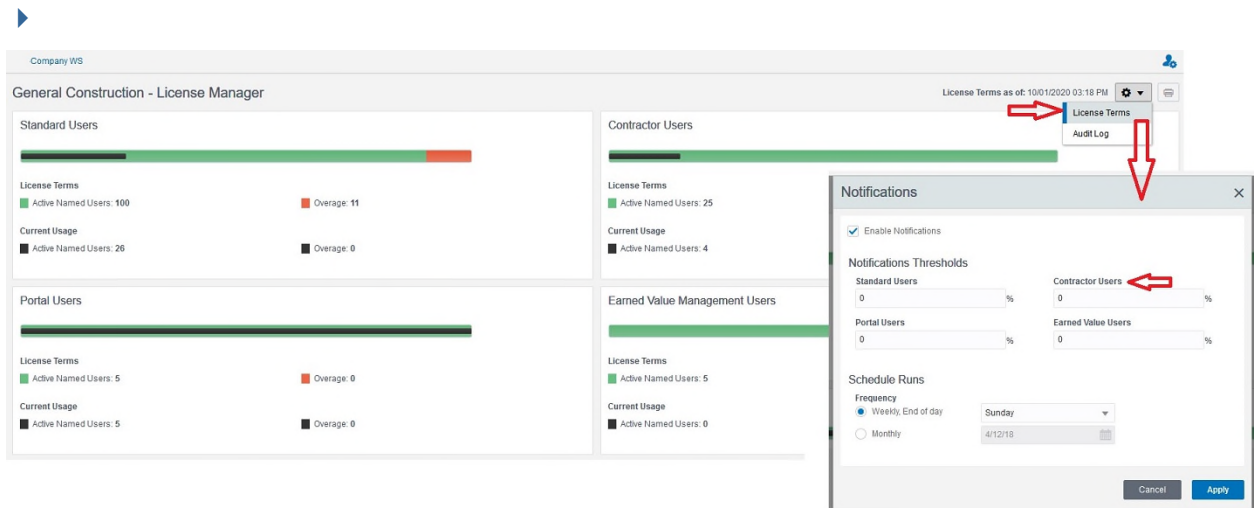 Company WS
General Construction - License Manager
License Terms as of: 10/01/2020 03:18 PM
License Terms
Audit Log
Standard Users
License Terms
Active Named Users: 100
Overage: 11
Current Usage
Active Named Users: 26
Overage: 0
Contractor Users
License Terms
Active Named Users: 25
Current Usage
Active Named Users: 4
Portal Users
License Terms
Active Named Users: 5
Overage: 0
Current Usage
Active Named Users: 5
Overage: 0
Earned Value Management Users
License Terms
Active Named Users: 5
Current Usage
Active Named Users: 0
Notifications
Enable Notifications
Notifications Thresholds
Standard Users
0 %
Contractor Users
0 %
Portal Users
0 %
Earned Value Users
0 %
Schedule Runs
Frequency
Weekly, End of day
Sunday
Monthly
4/12/18
Cancel
Apply